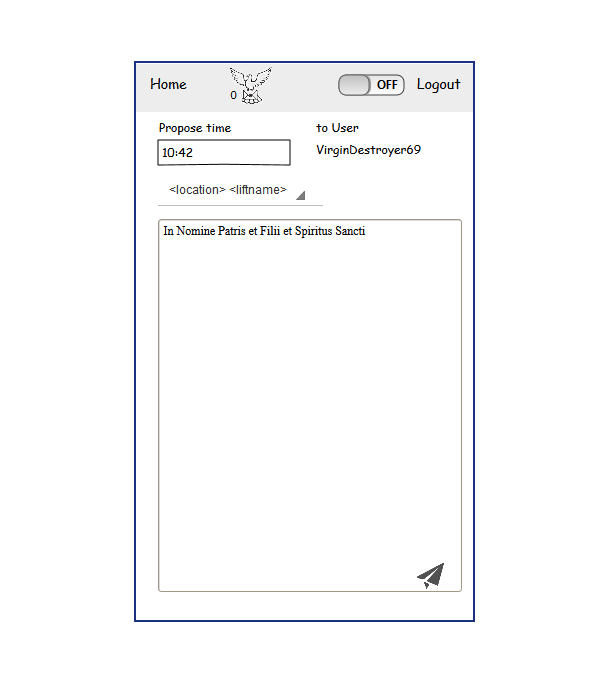 Home
0
OFF
Logout
Propose time
to User
10:42
VirginDestroyer69
<location> <liftname>
In Nomine Patris et Filii et Spiritus Sancti